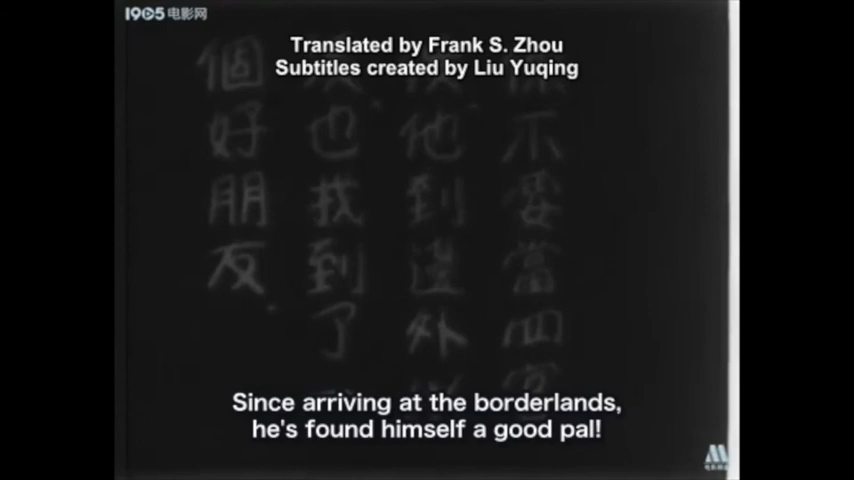 1905电影网
Translated by Frank S. Zhou
Subtitles created by Liu Yuqing
不要當四
他到邊外
也找到了
個好朋友。
Since arriving at the borderlands,
he's found himself a good pal!